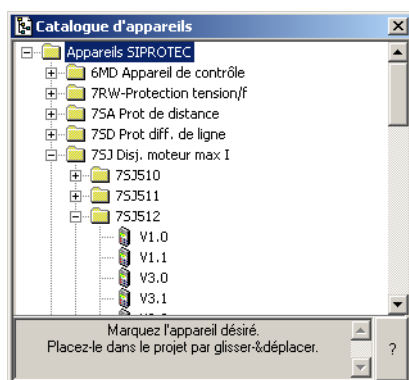 Catalogue d'appareils
Appareils SIPROTEC
6MD Appareil de contrôle
7RW-Protection tension/f
7SA Prot de distance
7SD Prot diff. de ligne
7SJ Disj. moteur max I
7SJ510
7SJ511
7SJ512
V1.0
V1.1
V3.0
V3.1
Marquez l'appareil désiré.
Placez-le dans le projet par glisser-&déplacer.
?